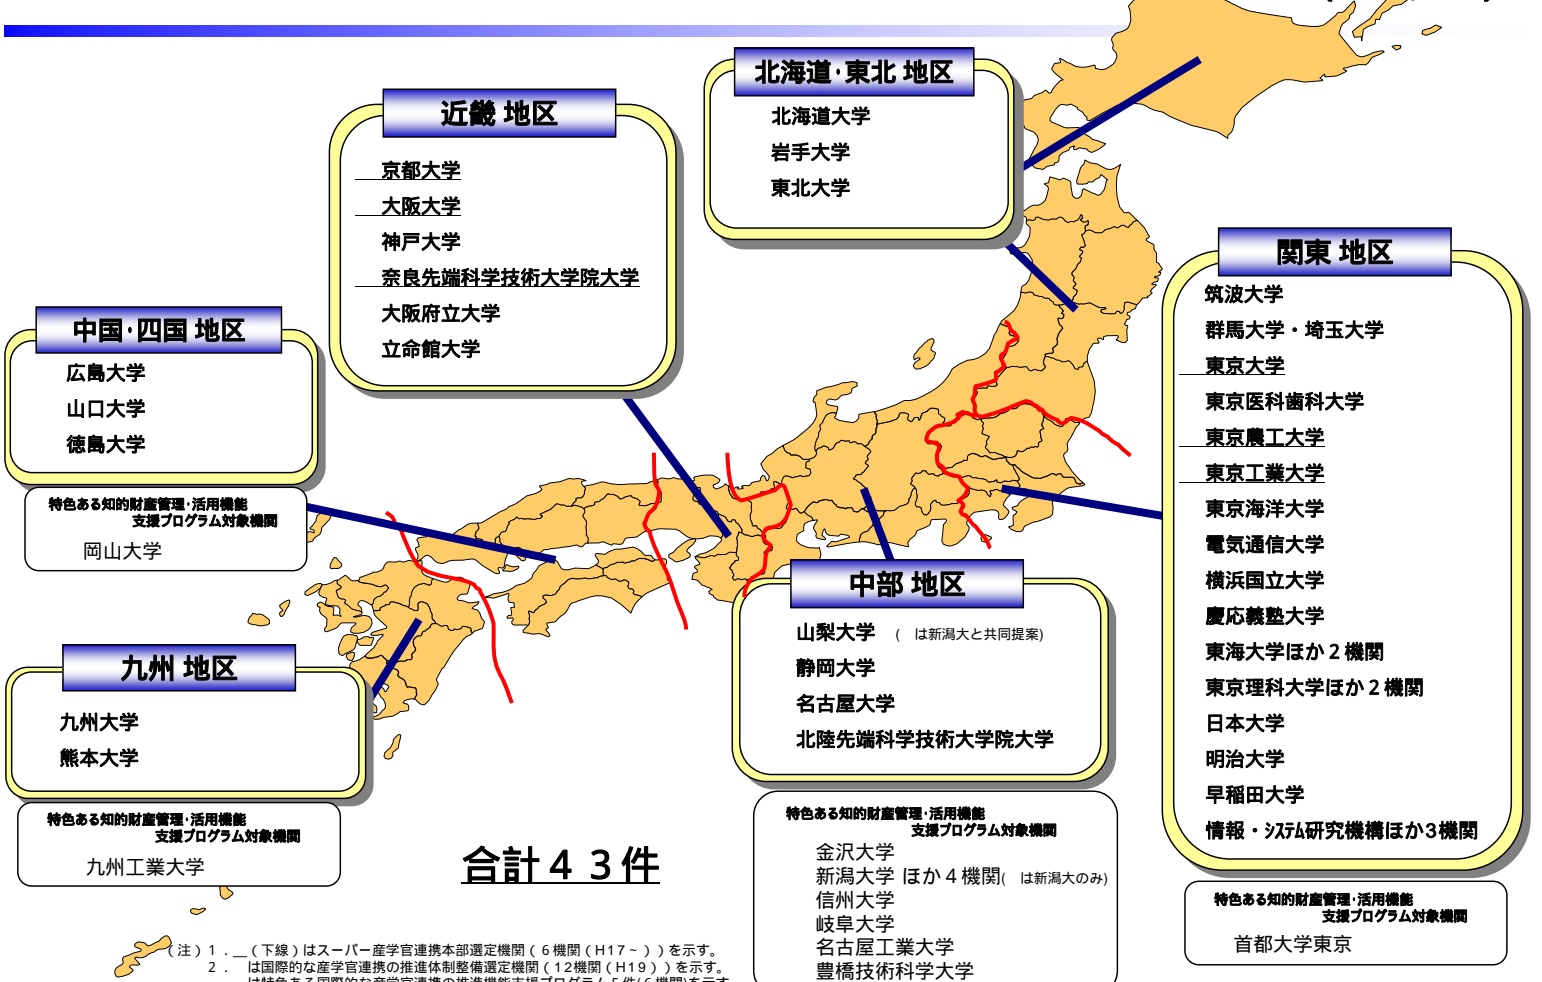 北海道･東北 地区
北海道大学
岩手大学
東北大学
近畿 地区
京都大学
大阪大学
神戸大学
奈良先端科学技術大学院大学
大阪府立大学
立命館大学
関東 地区
筑波大学
群馬大学・埼玉大学
東京大学
東京医科歯科大学
東京農工大学
東京工業大学
東京海洋大学
電気通信大学
横浜国立大学
慶応義塾大学
東海大学ほか２機関
東京理科大学ほか２機関
日本大学
明治大学
早稲田大学
情報・ｼｽﾃﾑ研究機構ほか3機関
特色ある知的財産管理･活用機能
支援プログラム対象機関
首都大学東京
中国･四国 地区
広島大学
山口大学
徳島大学
特色ある知的財産管理･活用機能
支援プログラム対象機関
岡山大学
中部 地区
山梨大学 (　は新潟大と共同提案)
静岡大学
名古屋大学
北陸先端科学技術大学院大学
特色ある知的財産管理･活用機能
支援プログラム対象機関
金沢大学
新潟大学 ほか４機関(　は新潟大のみ)
信州大学
岐阜大学
名古屋工業大学
豊橋技術科学大学
九州 地区
九州大学
熊本大学
特色ある知的財産管理･活用機能
支援プログラム対象機関
九州工業大学
合計４３件
（注）１．＿（下線）はスーパー産学官連携本部選定機関（６機関（Ｈ17～））を示す。
２．　は国際的な産学官連携の推進体制整備選定機関（12機関（Ｈ19））を示す。